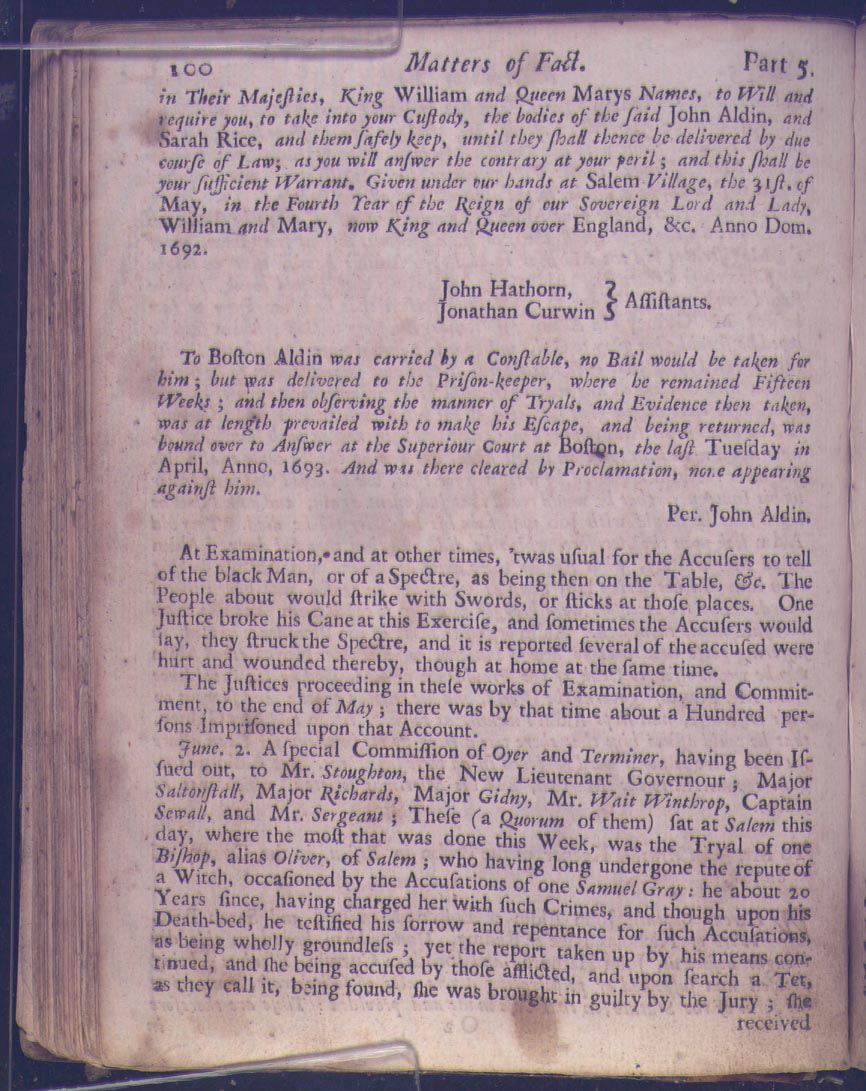 100 Matters of Fact. Part 5.
in Their Majeſties, King William and Queen Marys Names, to Will and
require you, to take into your Cuſtody, the bodies of the ſaid John Aldin, and
Sarah Rice, and them ſafely keep, until they ſhall thence be delivered by due
courſe of Law; as you will anſwer the contrary at your peril; and this ſhall be
your ſufficient Warrant. Given under our hands at Salem Village, the 31ſt. of
May, in the Fourth Year of the Reign of our Sovereign Lord and Lady,
William and Mary, now King and Queen over England, &c. Anno Dom.
1692.
John Hathorn,
Jonathan Curwin } Aſſiſtants.
To Boſton Aldin was carried by a Conſtable, no Bail would be taken for
him; but was delivered to the Priſon-keeper, where he remained Fifteen
Weeks; and then obſerving the manner of Tryals, and Evidence then taken,
was at length prevailed with to make his Eſcape, and being returned, was
bound over to Anſwer at the Superiour Court at Boſton, the laſt Tueſday in
April, Anno, 1693. And was there cleared by Proclamation, none appearing
againſt him.
Per. John Aldin.
At Examination, and at other times, 'twas uſual for the Accuſers to tell
of the black Man, or of a Spectre, as being then on the Table, &c. The
People about would ſtrike with Swords, or ſticks at thoſe places. One
Juſtice broke his Cane at this Exerciſe, and ſometimes the Accuſers would
ſay, they ſtruck the Spectre, and it is reported ſeveral of the accuſed were
hurt and wounded thereby, though at home at the ſame time.
The Juſtices proceeding in theſe works of Examination, and Commit-
ment, to the end of May; there was by that time about a Hundred per-
ſons Impriſoned upon that Account.
June. 2. A ſpecial Commiſſion of Oyer and Terminer, having been Iſ-
ſued out, to Mr. Stoughton, the New Lieutenant Governour; Major
Saltonſtall, Major Richards, Major Gidny, Mr. Wait Winthrop, Captain
Sewall, and Mr. Sergeant; Theſe (a Quorum of them) ſat at Salem this
day, where the moſt that was done this Week, was the Tryal of one
Biſhop, alias Oliver, of Salem; who having long undergone the repute of
a Witch, occaſioned by the Accuſations of one Samuel Gray: he about 20
Years ſince, having charged her with ſuch Crimes, and though upon his
Death-bed, he teſtified his ſorrow and repentance for ſuch Accuſations,
as being wholly groundleſs; yet the report taken up by his means con-
tinued, and ſhe being accuſed by thoſe afflicted, and upon ſearch a Tet,
as they call it, being found, ſhe was brought in guilty by the Jury; ſhe
received